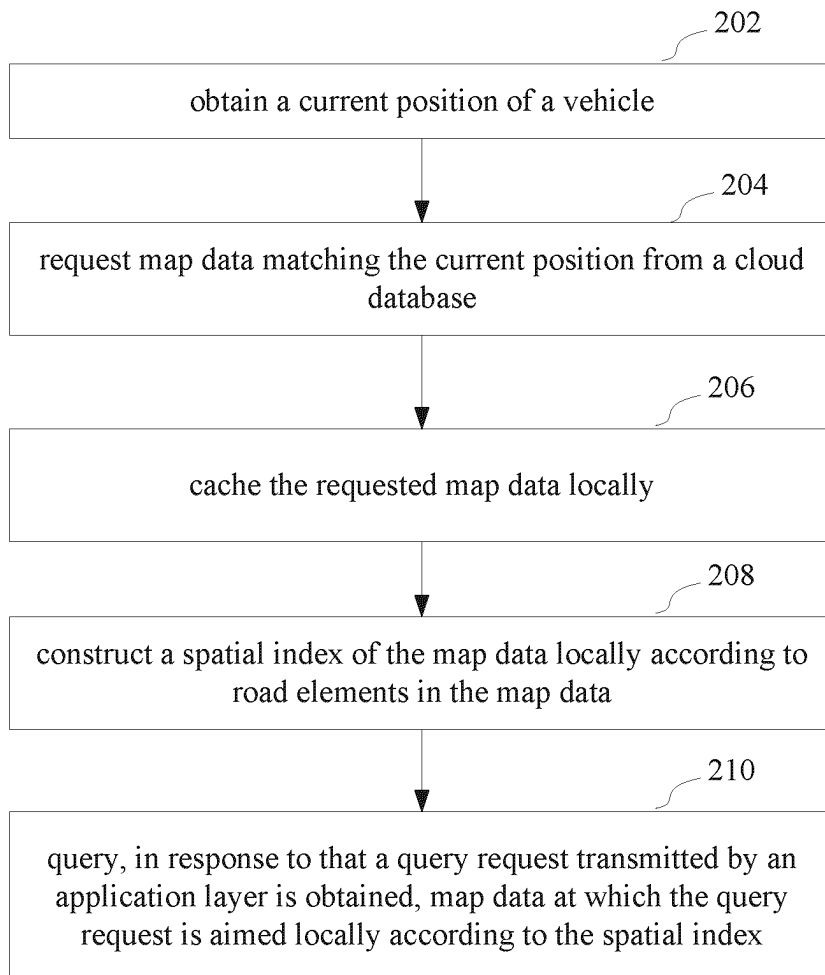 202
obtain a current position of a vehicle
204
request map data matching the current position from a cloud
database
206
cache the requested map data locally
208
construct a spatial index of the map data locally according to
road elements in the map data
210
query, in response to that a query request transmitted by an
application layer is obtained, map data at which the query
request is aimed locally according to the spatial index